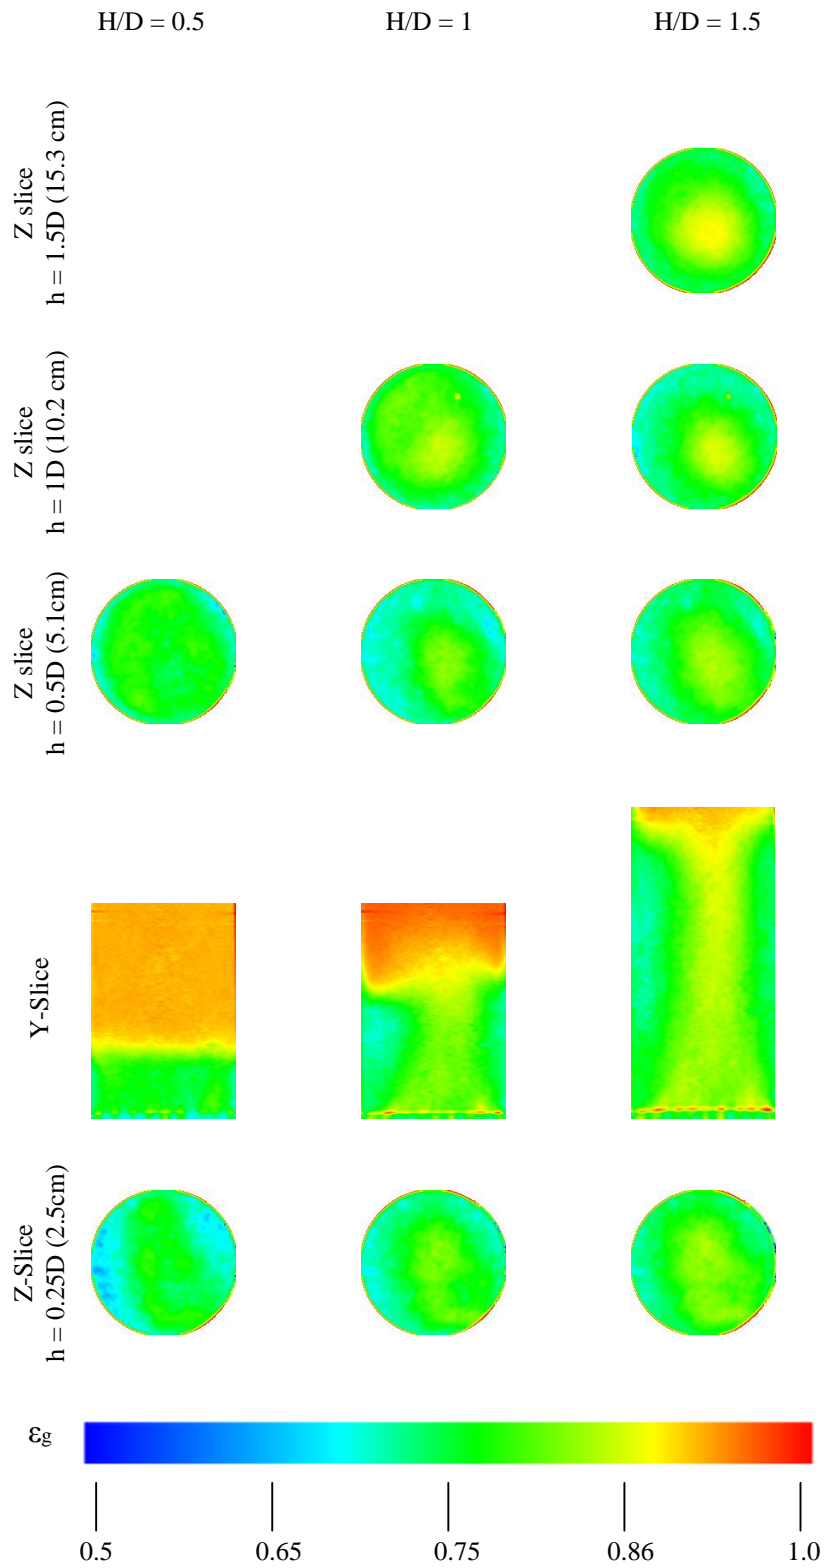 H/D = 0.5 H/D = 1 H/D = 1.5
Z slice
h = 1.5D (15.3 cm)
Z slice
h = 1D (10.2 cm)
Z slice
h = 0.5D (5.1cm)
Y-Slice
Z-Slice
h = 0.25D (2.5cm)
εg
0.5 0.65 0.75 0.86 1.0